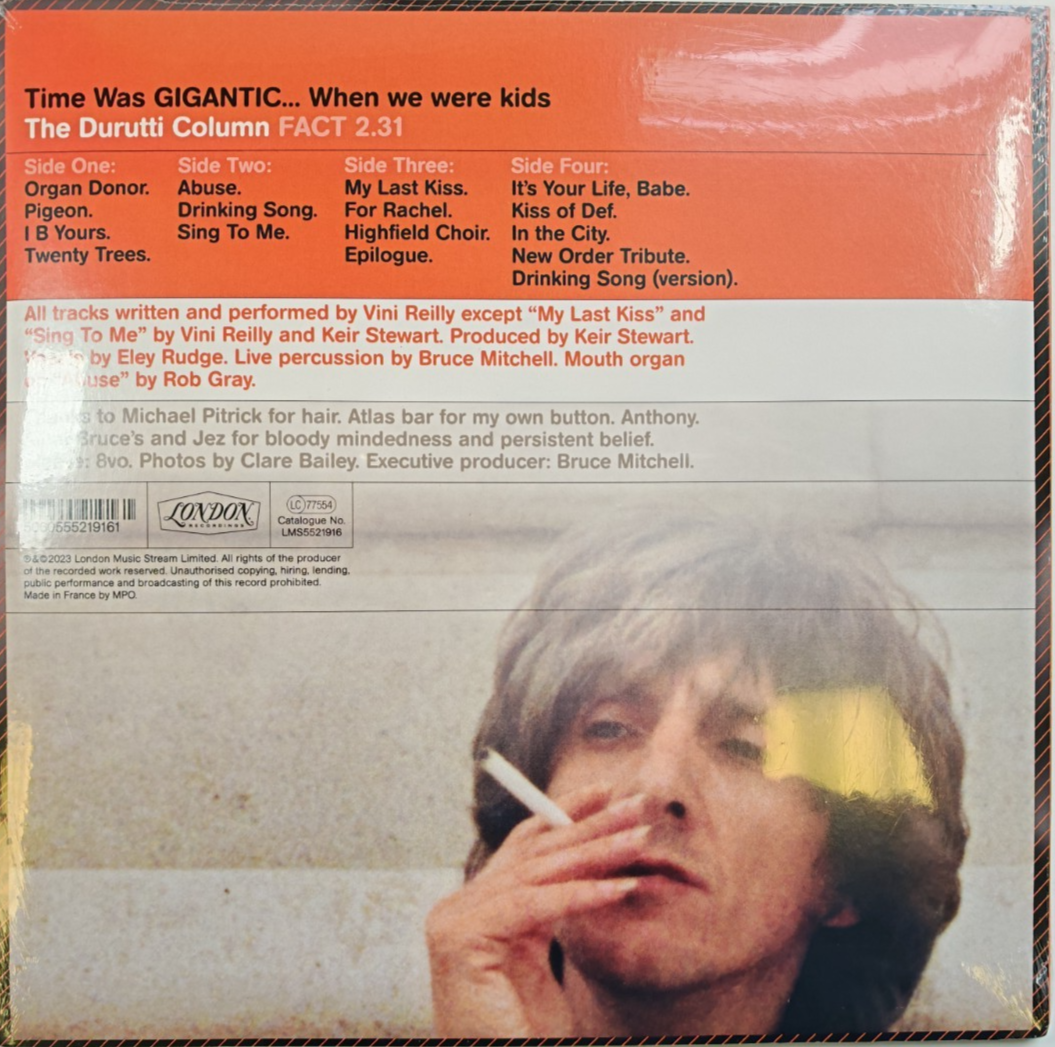 Time Was GIGANTIC... When we were kids
The Durutti Column FACT 2.31
Side One:
Organ Donor.
Pigeon.
I B Yours.
Twenty Trees.
Side Two:
Abuse.
Drinking Song.
Sing To Me.
Side Three:
My Last Kiss.
For Rachel.
Highfield Choir.
Epilogue.
Side Four:
It's Your Life, Babe.
Kiss of Def.
In the City.
New Order Tribute.
Drinking Song (version).
All tracks written and performed by Vini Reilly except “My Last Kiss” and
“Sing To Me” by Vini Reilly and Keir Stewart. Produced by Keir Stewart.
by Eley Rudge. Live percussion by Bruce Mitchell. Mouth organ
by Rob Gray.
to Michael Pitrick for hair. Atlas bar for my own button. Anthony.
Bruce's and Jez for bloody mindedness and persistent belief.
8vo. Photos by Clare Bailey. Executive producer: Bruce Mitchell.
LONDON
RECORDINGS
LC 77554
Catalogue No.
LMS5521916
℗&©2023 London Music Stream Limited. All rights of the producer
of the recorded work reserved. Unauthorised copying, hiring, lending,
public performance and broadcasting of this record prohibited.
Made in France by MPO.